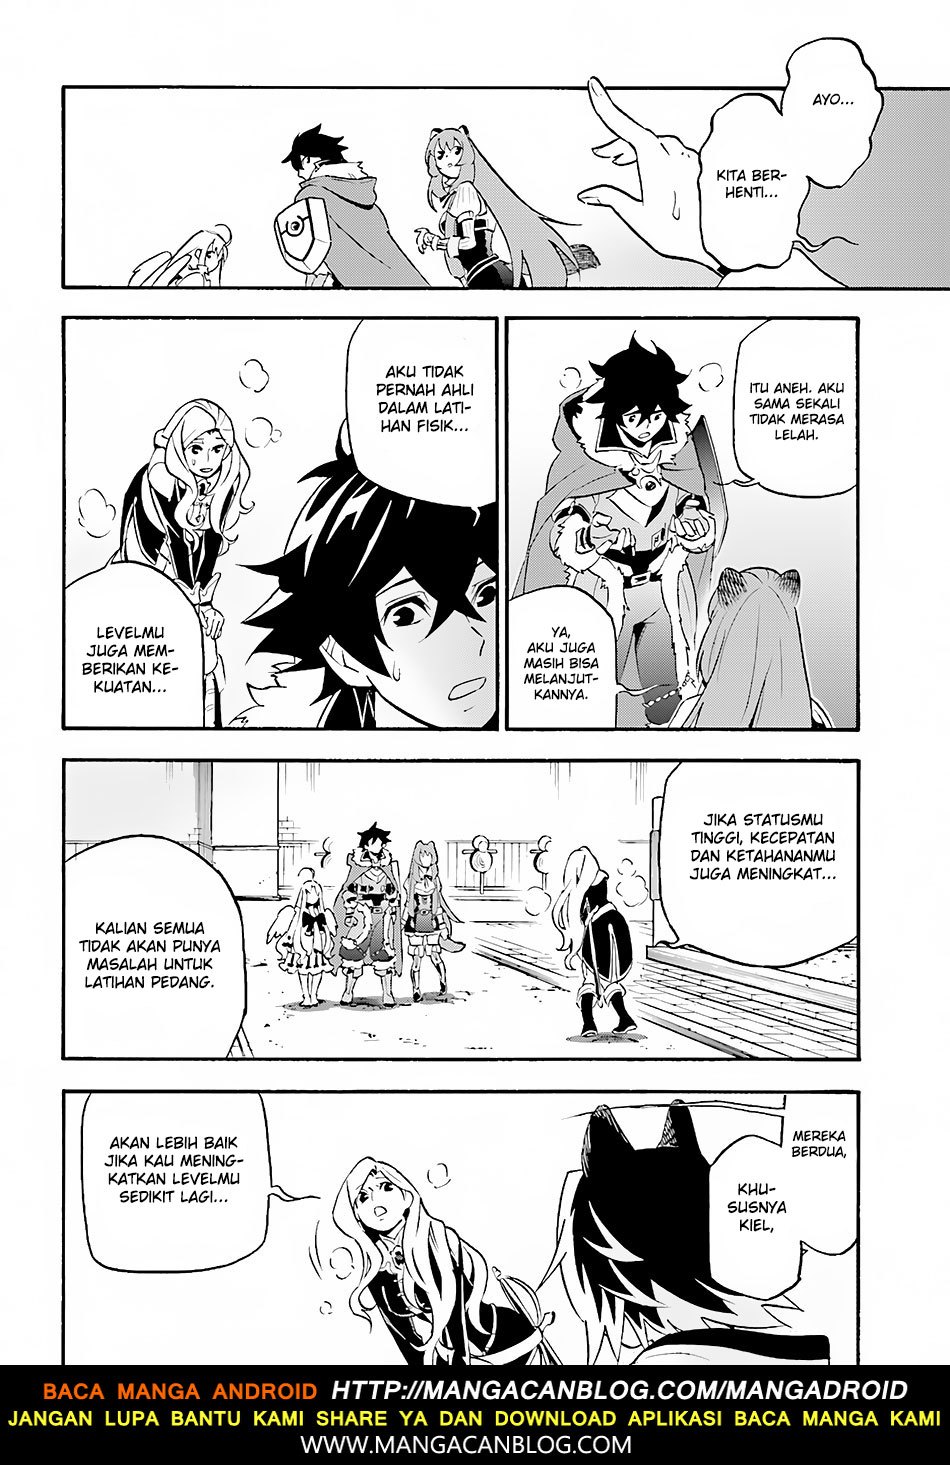 AYO...
KITA BER-
HENTI...
ITU ANEH. AKU
SAMA SEKALI
TIDAK MERASA
LELAH.
YA,
AKU JUGA
MASIH BISA
MELANJUT-
KANNYA.
AKU TIDAK
PERNAH AHLI
DALAM LATI-
HAN FISIK...
LEVELMU
JUGA MEM-
BERIKAN KE-
KUATAN...
JIKA STATUSMU
TINGGI, KECEPATAN
DAN KETAHANANMU
JUGA MENINGKAT...
KALIAN SEMUA
TIDAK AKAN PUNYA
MASALAH UNTUK
LATIHAN PEDANG.
MEREKA
BERDUA,
KHU-
SUSNYA
KIEL,
AKAN LEBIH BAIK
JIKA KAU MENING-
KATKAN LEVELMU
SEDIKIT LAGI...
BACA MANGA ANDROID HTTP://MANGACANBLOG.COM/MANGADROID
JANGAN LUPA BANTU KAMI SHARE YA DAN DOWNLOAD APLIKASI BACA MANGA KAMI
WWW.MANGACANBLOG.COM